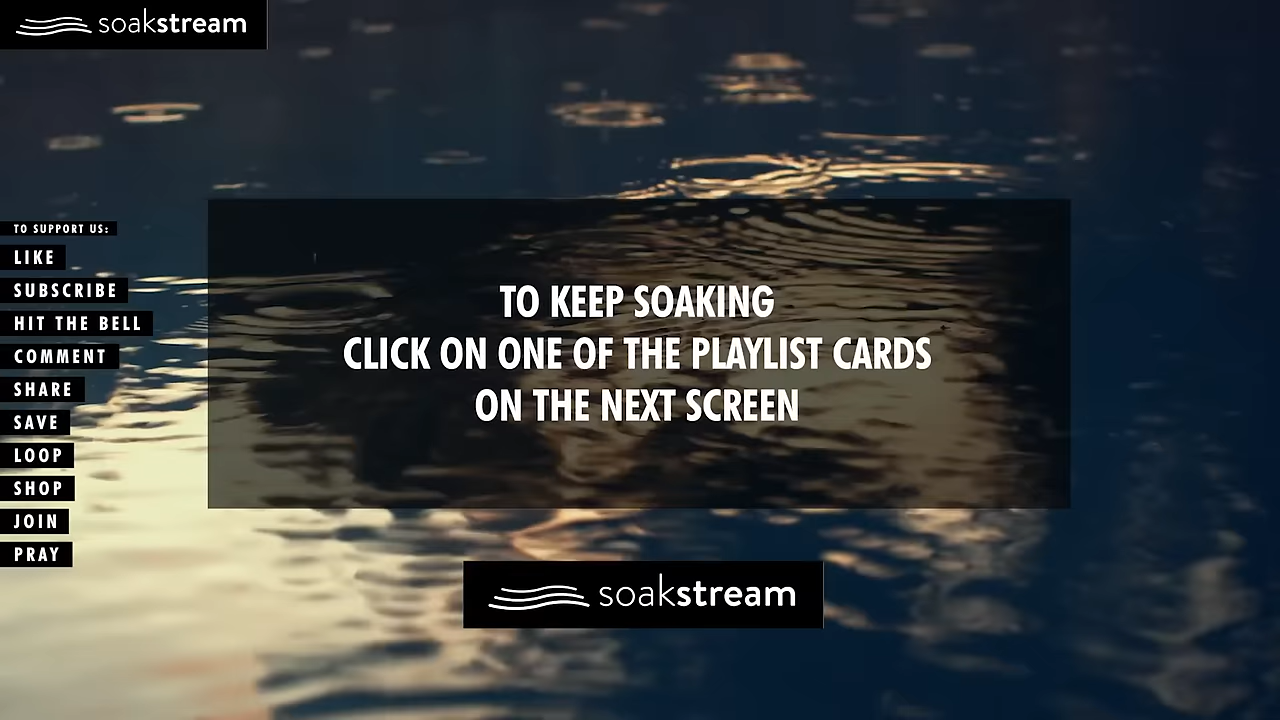 soakstream
TO SUPPORT US:
LIKE
SUBSCRIBE
HIT THE BELL
COMMENT
SHARE
SAVE
LOOP
SHOP
JOIN
PRAY
TO KEEP SOAKING
CLICK ON ONE OF THE PLAYLIST CARDS
ON THE NEXT SCREEN
soakstream